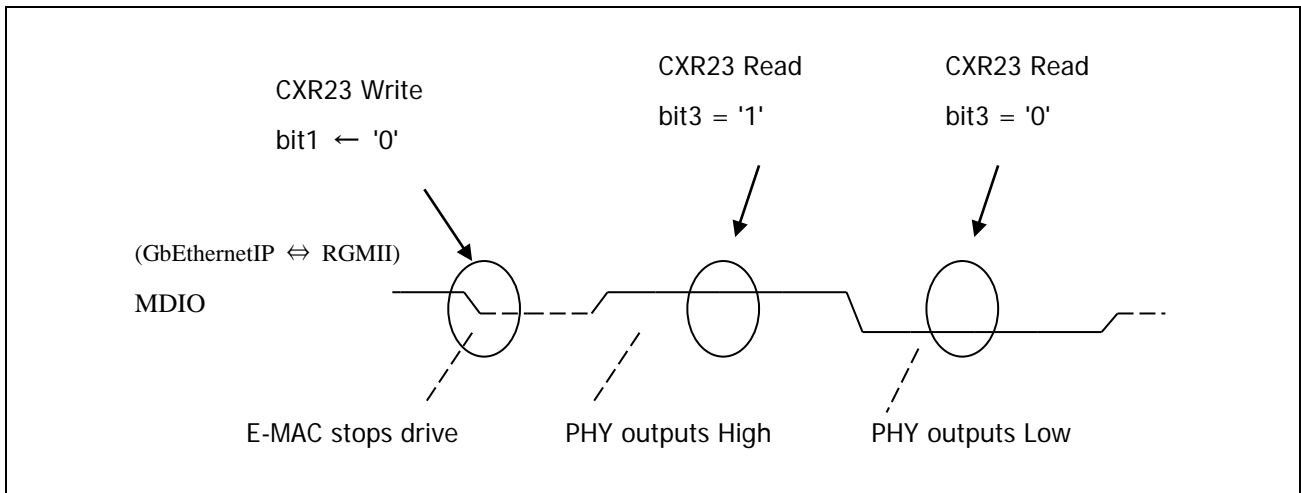 CXR23 Write
bit1 ← '0'
CXR23 Read
bit3 = '1'
CXR23 Read
bit3 = '0'
(GbEthernetIP ⇔ RGMII)
MDIO
E-MAC stops drive
PHY outputs High
PHY outputs Low